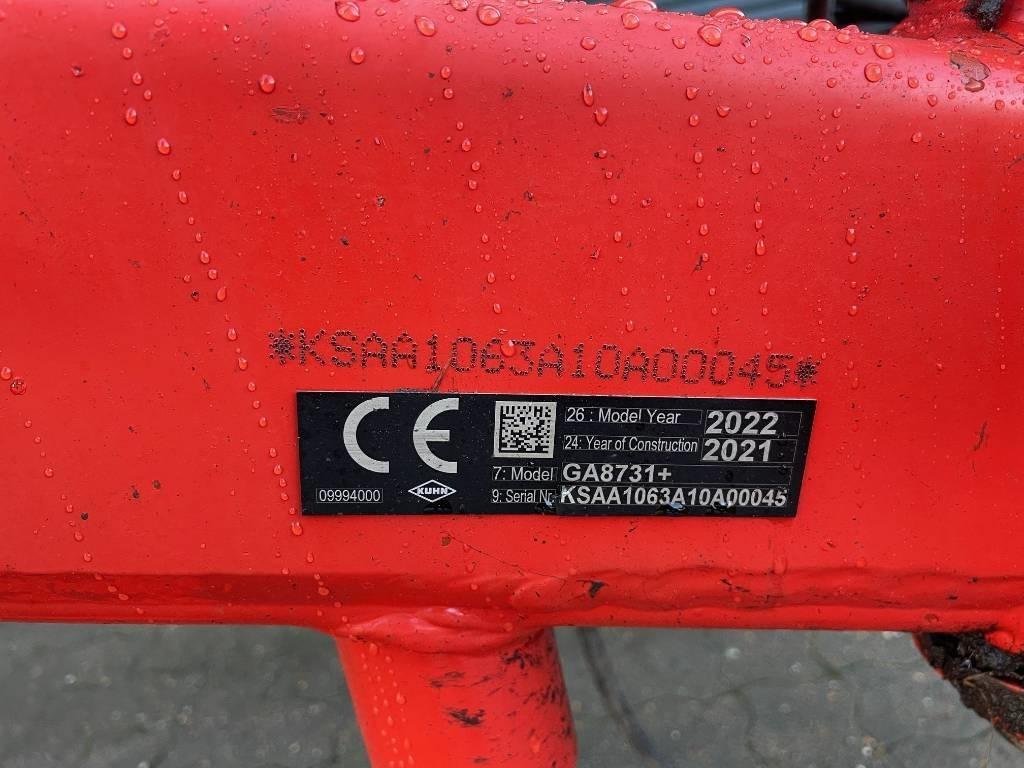 *KSAA1063A10A00045*
CE
26 : Model Year 2022
24: Year of Construction 2021
7: Model GA8731+
09994000 KUHN 9: Serial Nr. KSAA1063A10A00045